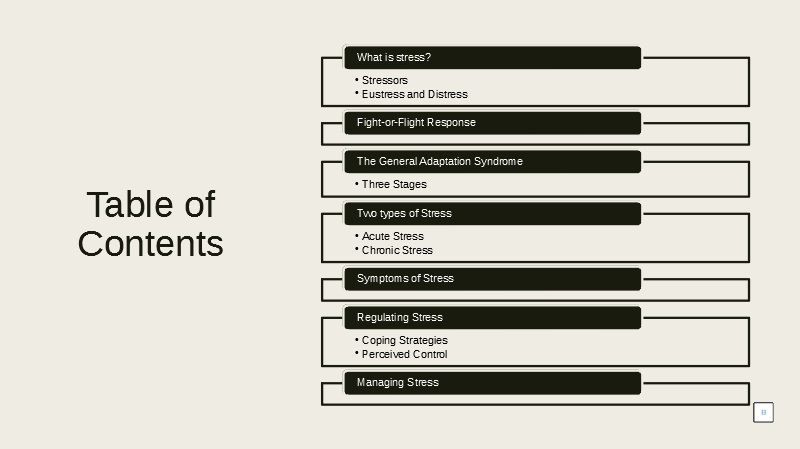 Table of
Contents
What is stress?
• Stressors
• Eustress and Distress
Fight-or-Flight Response
The General Adaptation Syndrome
• Three Stages
Two types of Stress
• Acute Stress
• Chronic Stress
Symptoms of Stress
Regulating Stress
• Coping Strategies
• Perceived Control
Managing Stress